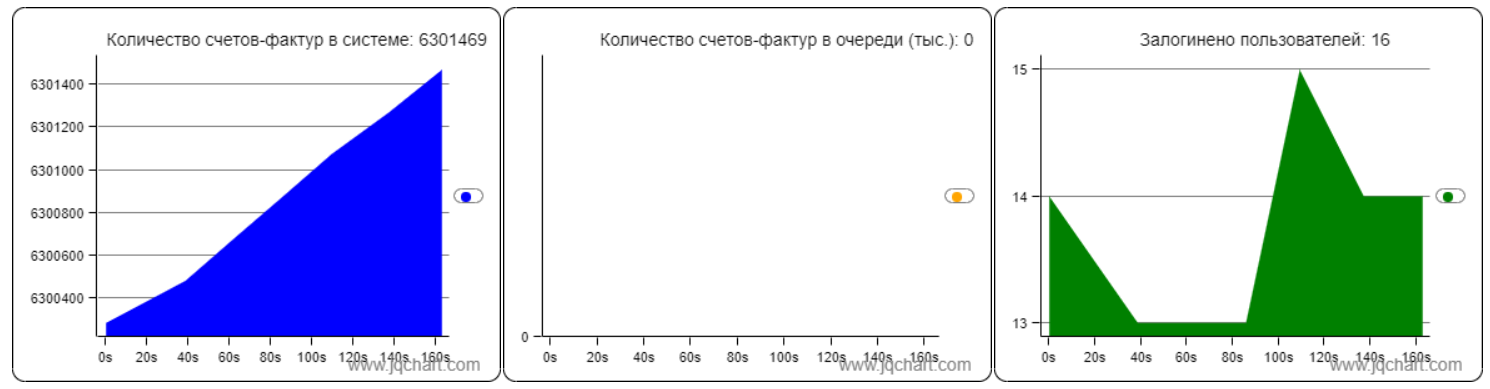 Количество счетов-фактур в системе: 6301469
6301400
6301200
6301000
6300800
6300600
6300400
0s 20s 40s 60s 80s 100s 120s 140s 160s
www.jqchart.com
Количество счетов-фактур в очереди (тыс.): 0
0
0s 20s 40s 60s 80s 100s 120s 140s 160s
www.jqchart.com
Залогинено пользователей: 16
15
14
13
0s 20s 40s 60s 80s 100s 120s 140s 160s
www.jqchart.com